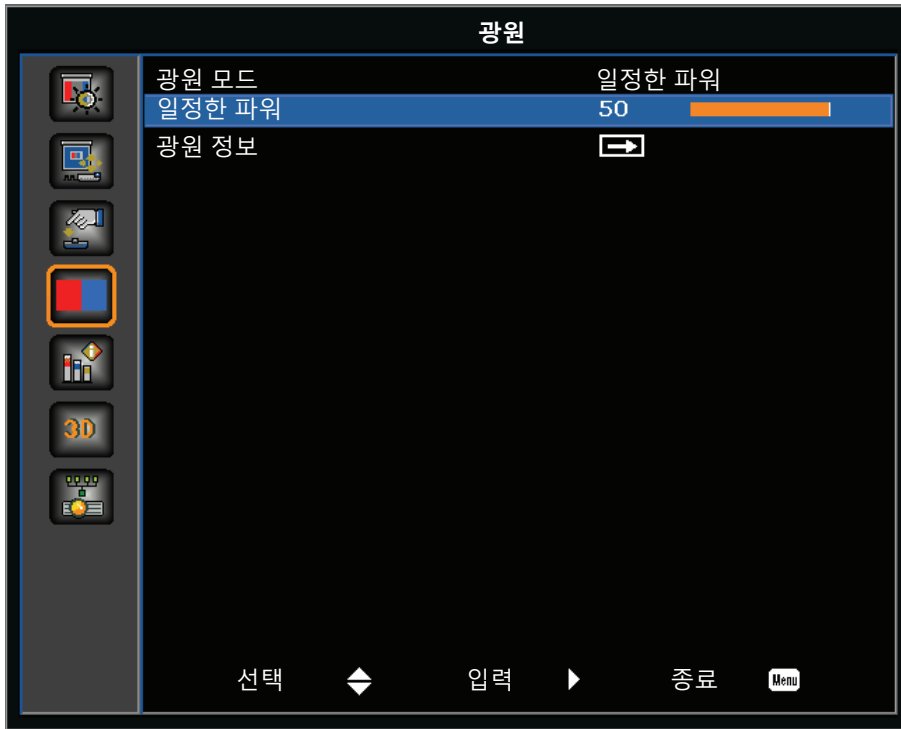 광원
광원 모드 일정한 파워
일정한 파워 50
광원 정보
3D
선택 입력 종료 Menu